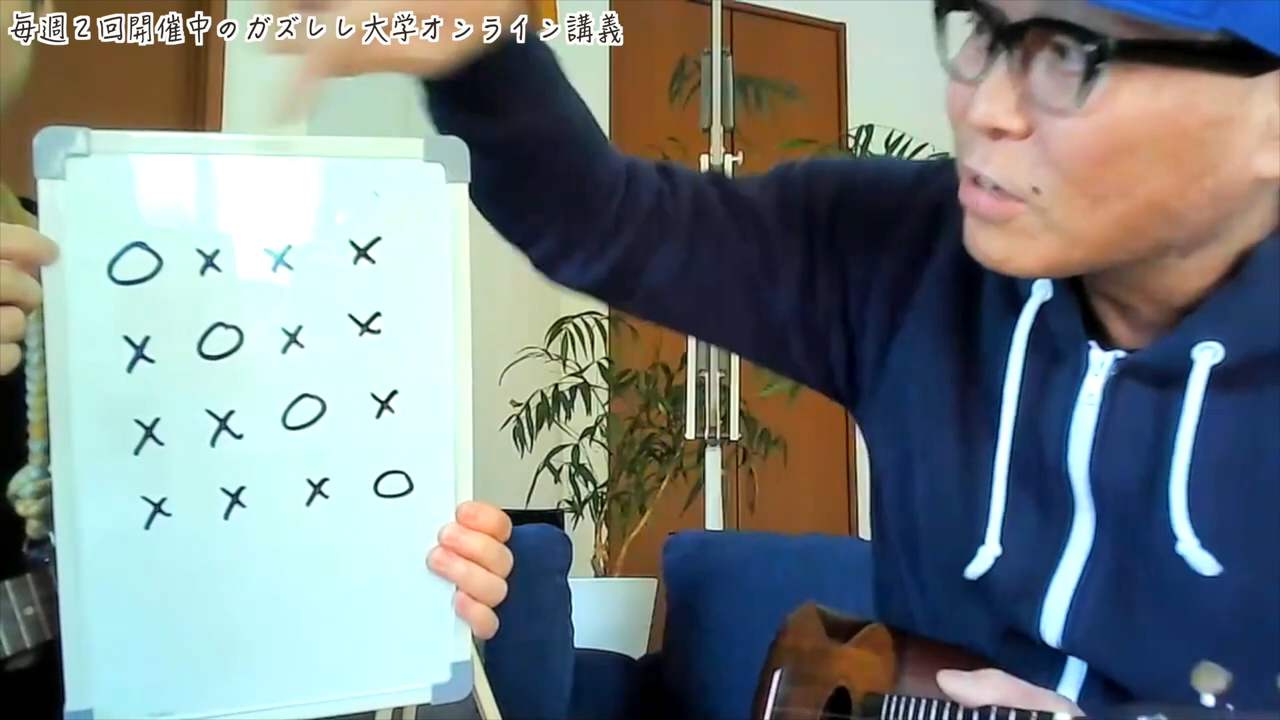 毎週2回開催中のガズレレ大学オンライン講義
○ × × ×
× ○ × ×
× × ○ ×
× × × ○